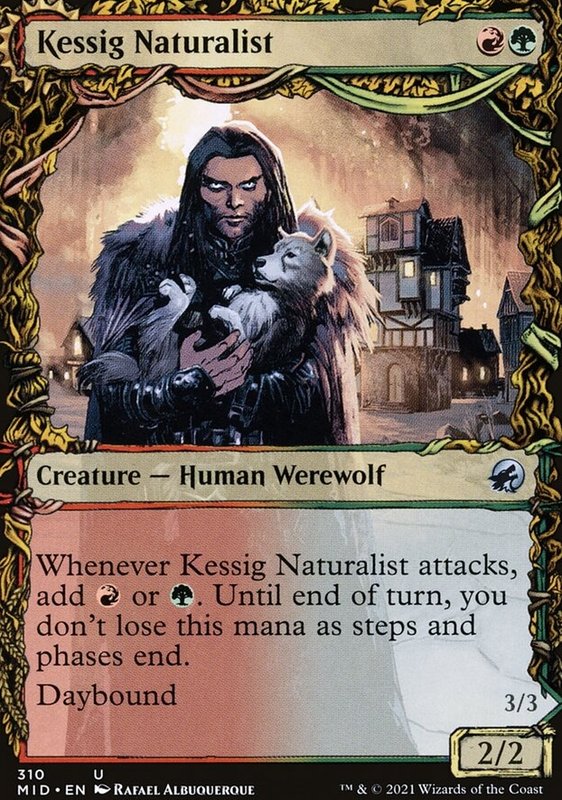 Kessig Naturalist
Creature — Human Werewolf
Whenever Kessig Naturalist attacks,
add or . Until end of turn, you
don't lose this mana as steps and
phases end.
Daybound
3/3
2/2
310 U
MID • EN Rafael Albuquerque
™ & © 2021 Wizards of the Coast